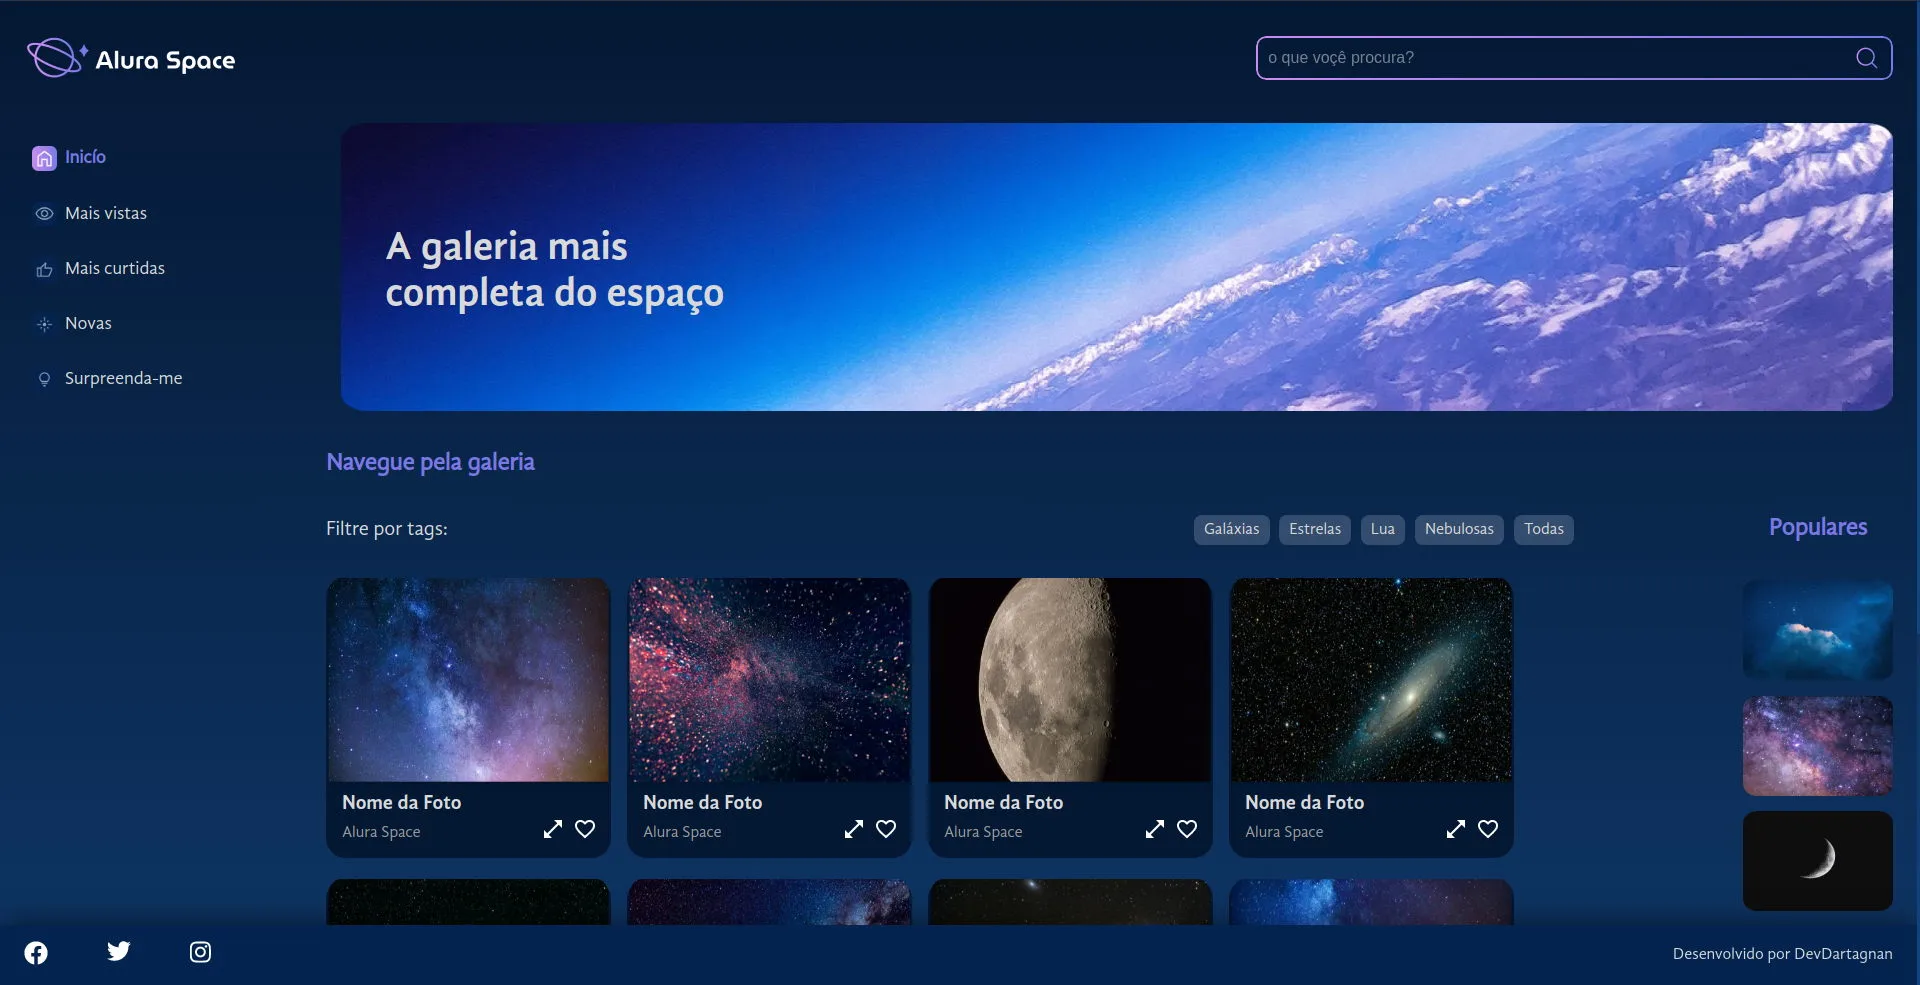 Alura Space
o que voçê procura?
Inicío
Mais vistas
Mais curtidas
Novas
Surpreenda-me
A galeria mais
completa do espaço
Navegue pela galeria
Filtre por tags:
Galáxias
Estrelas
Lua
Nebulosas
Todas
Populares
Nome da Foto
Alura Space
Nome da Foto
Alura Space
Nome da Foto
Alura Space
Nome da Foto
Alura Space
Desenvolvido por DevDartagnan